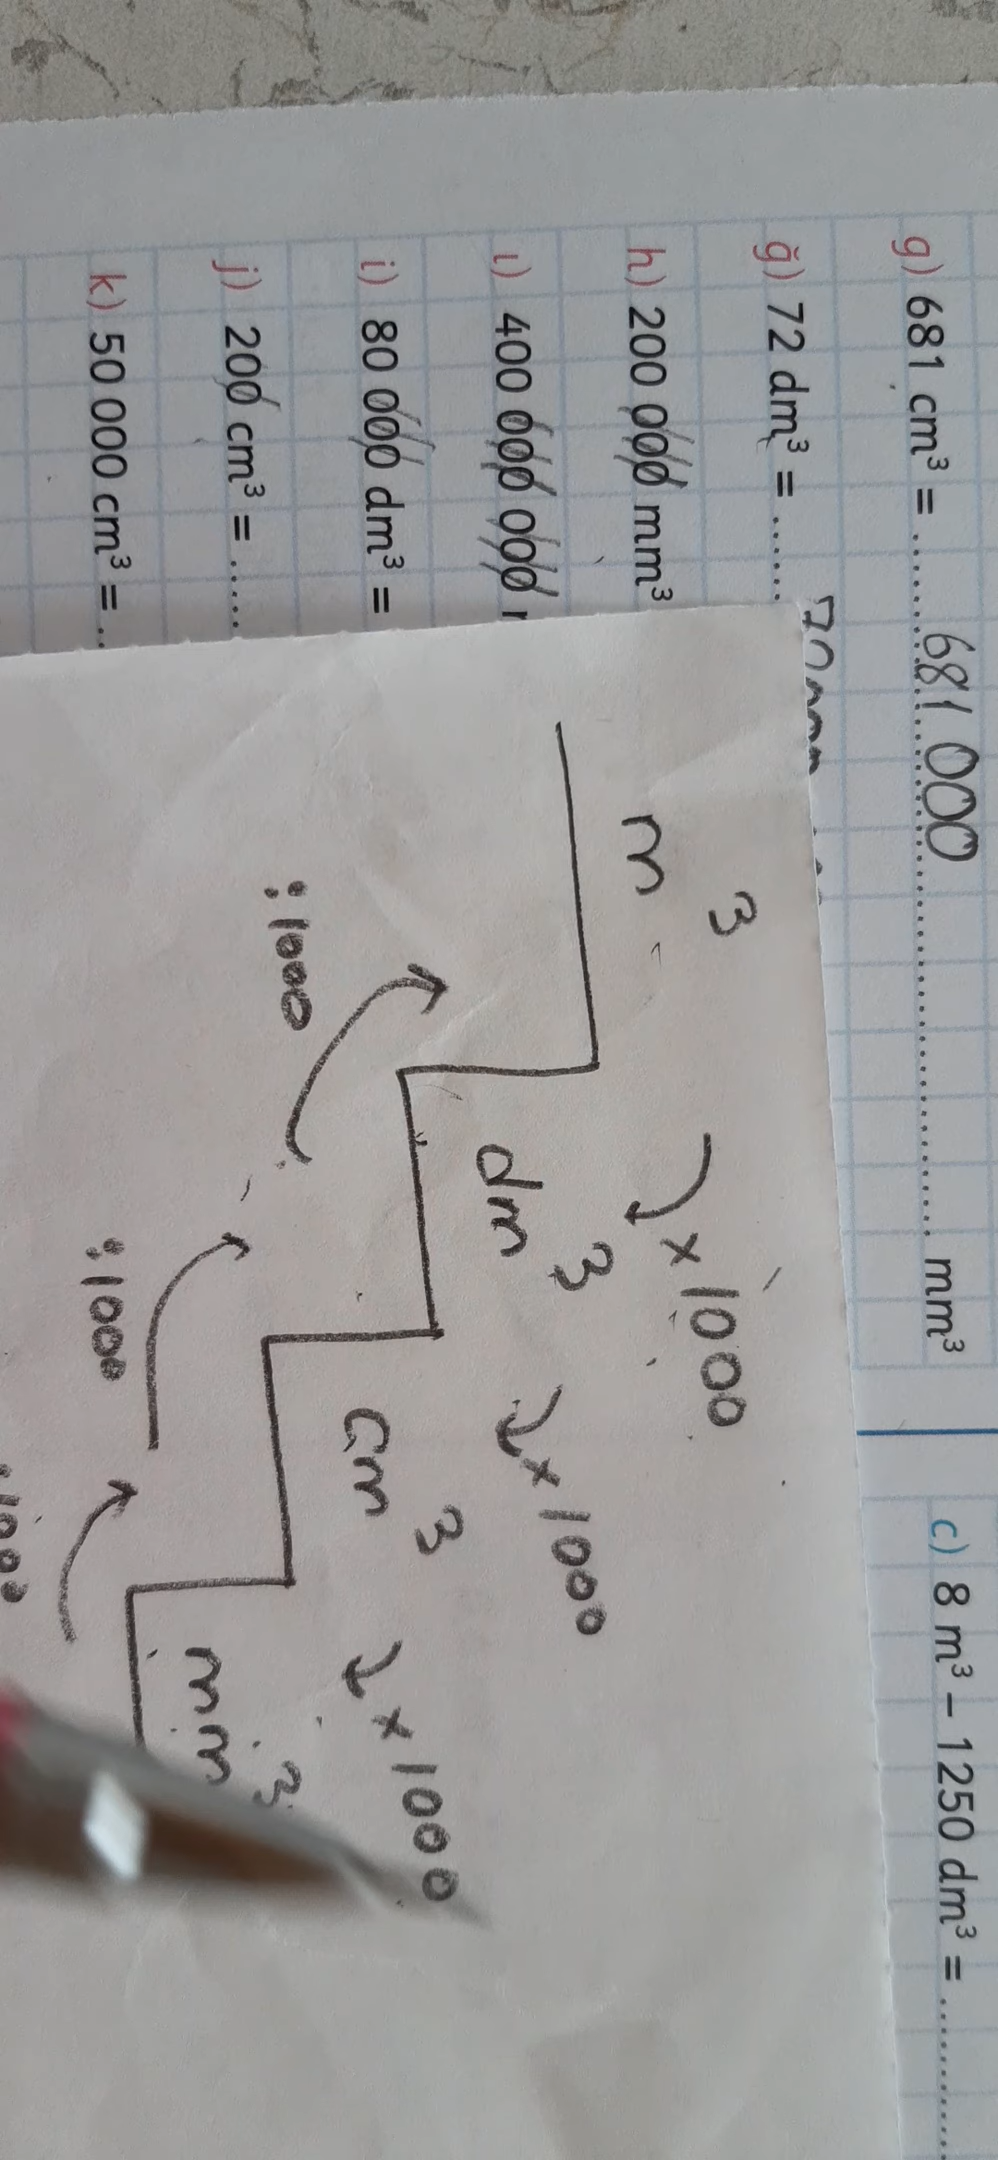 g) 681 cm³ = ......681 000...... mm³
ğ) 72 dm³ = ......
h) 200 000 mm³
ı) 400 000 000
i) 80 000 dm³ =
j) 200 cm³ = .....
k) 50 000 cm³ = ..
c) 8 m³ – 1250 dm³ = ............
m³
x 1000
dm³
x 1000
cm³
x 1000
mm³
:1000
:1000